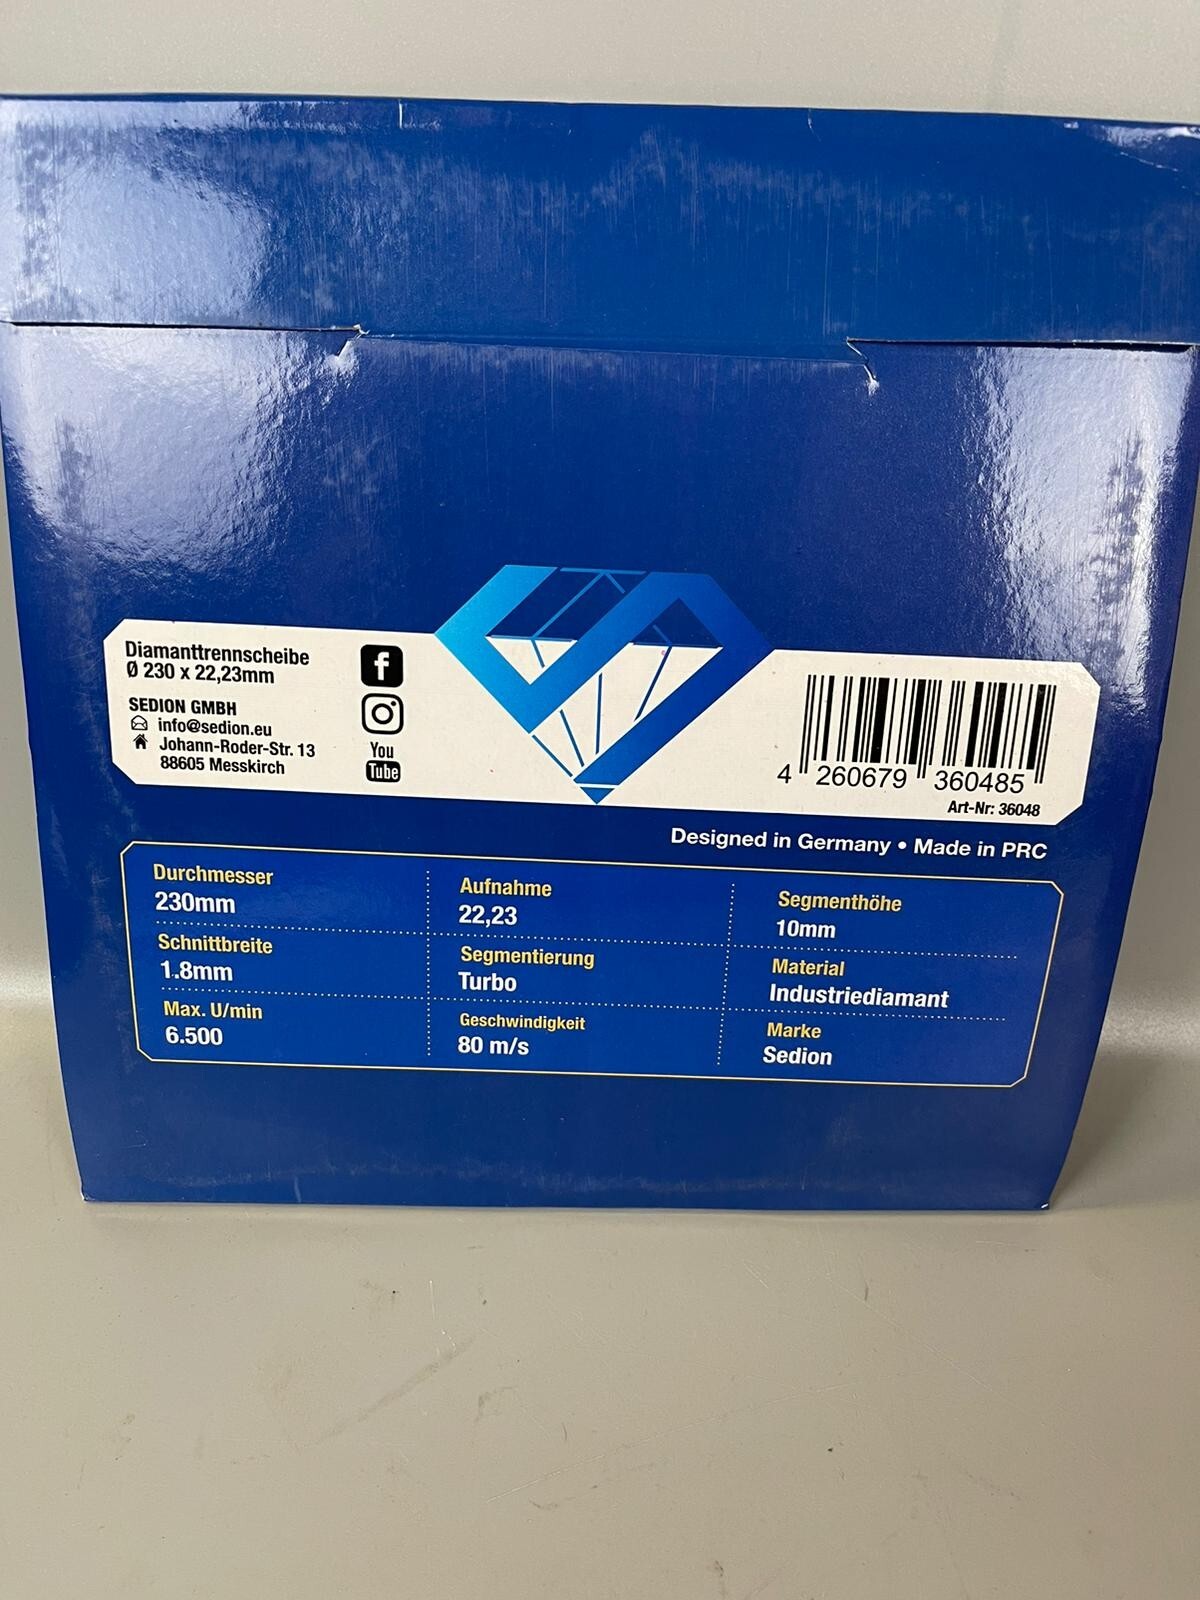 Diamanttrennscheibe
Ø 230 x 22,23mm
SEDION GMBH
info@sedion.eu
Johann-Roder-Str. 13
88605 Messkirch
f
You
Tube
4 260679 360485
Art-Nr: 36048
Designed in Germany • Made in PRC
Durchmesser
230mm
Aufnahme
22,23
Segmenthöhe
10mm
Schnittbreite
1.8mm
Segmentierung
Turbo
Material
Industriediamant
Max. U/min
6.500
Geschwindigkeit
80 m/s
Marke
Sedion